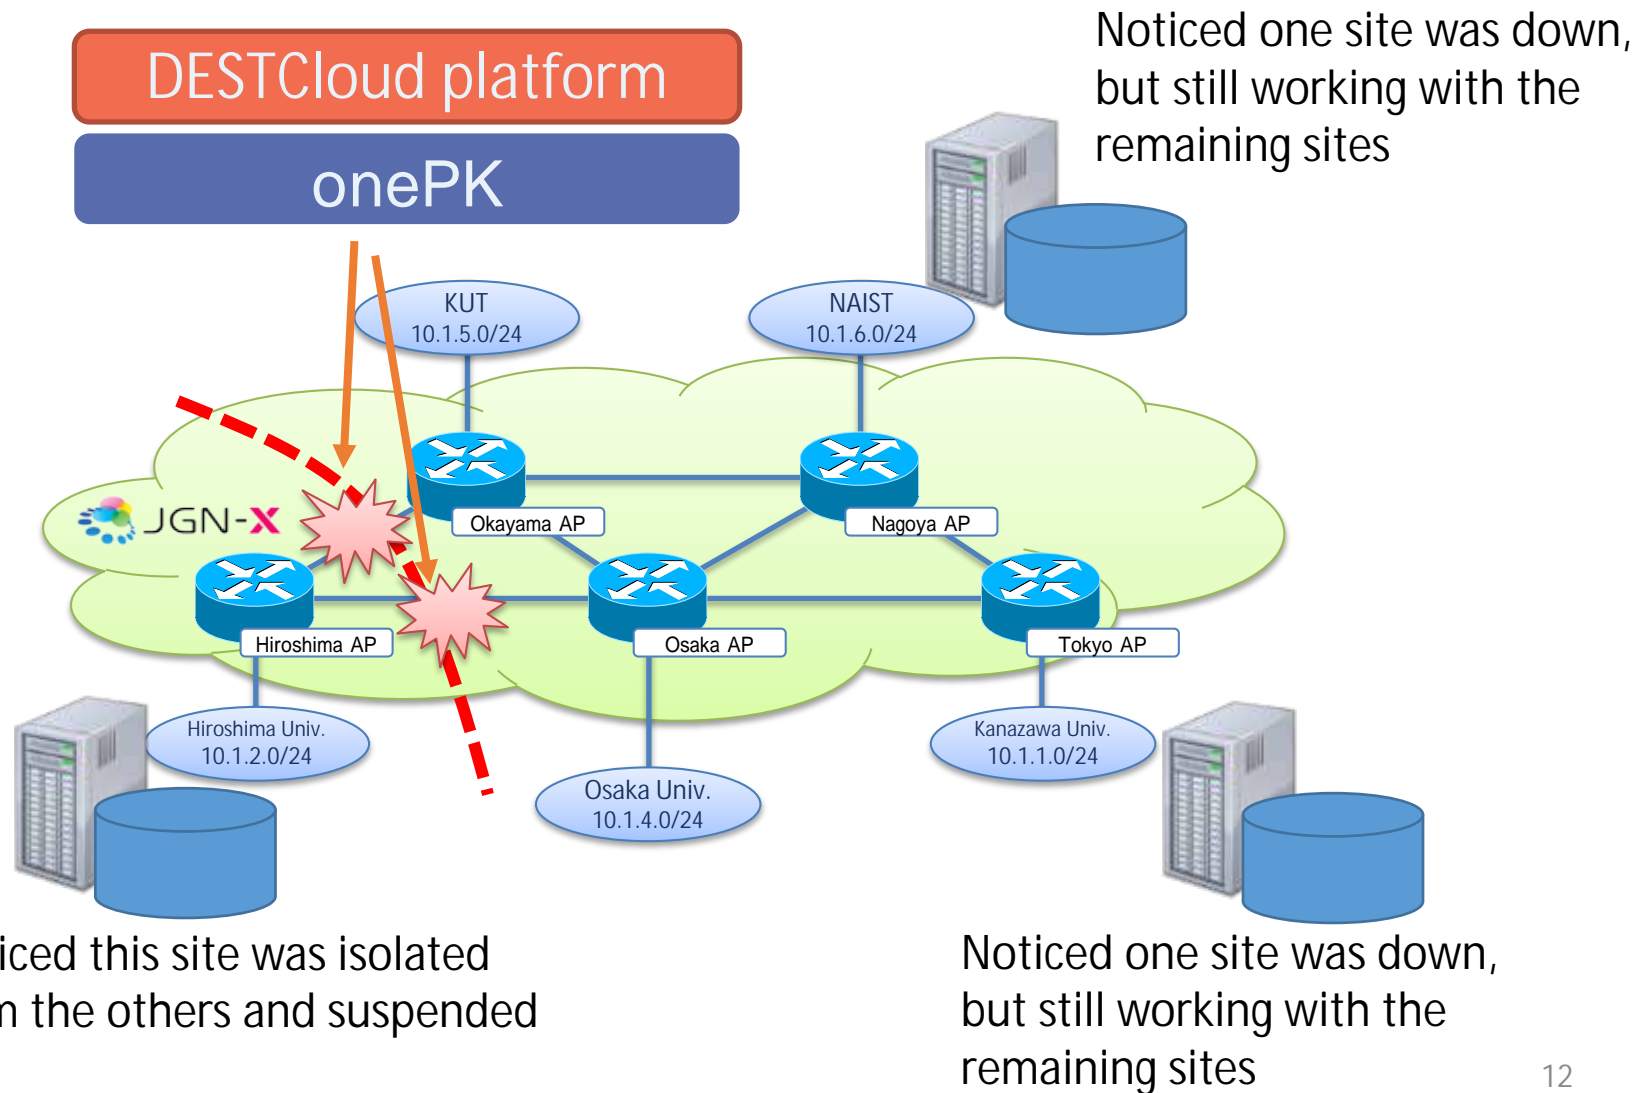 Noticed one site was down,
but still working with the
remaining sites
DESTCloud platform
onePK
KUT
10.1.5.0/24
NAIST
10.1.6.0/24
JGN-X
Okayama AP
Nagoya AP
Hiroshima AP
Osaka AP
Tokyo AP
Hiroshima Univ.
10.1.2.0/24
Osaka Univ.
10.1.4.0/24
Kanazawa Univ.
10.1.1.0/24
iced this site was isolated
m the others and suspended
Noticed one site was down,
but still working with the
remaining sites
12